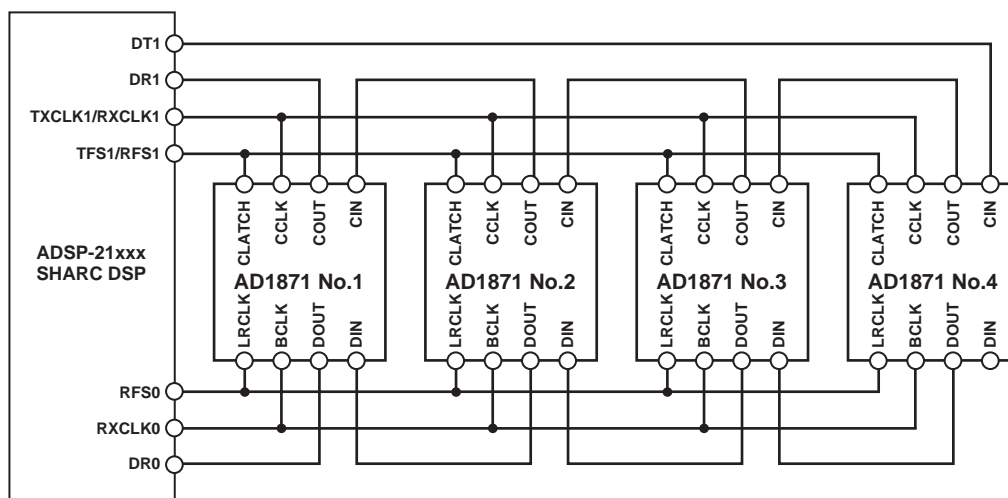 DT1
DR1
TXCLK1/RXCLK1
TFS1/RFS1
ADSP-21xxx
SHARC DSP
RFS0
RXCLK0
DR0
CLATCH
CCLK
COUT
CIN
AD1871 No.1
LRCLK
BCLK
DOUT
DIN
CLATCH
CCLK
COUT
CIN
AD1871 No.2
LRCLK
BCLK
DOUT
DIN
CLATCH
CCLK
COUT
CIN
AD1871 No.3
LRCLK
BCLK
DOUT
DIN
CLATCH
CCLK
COUT
CIN
AD1871 No.4
LRCLK
BCLK
DOUT
DIN